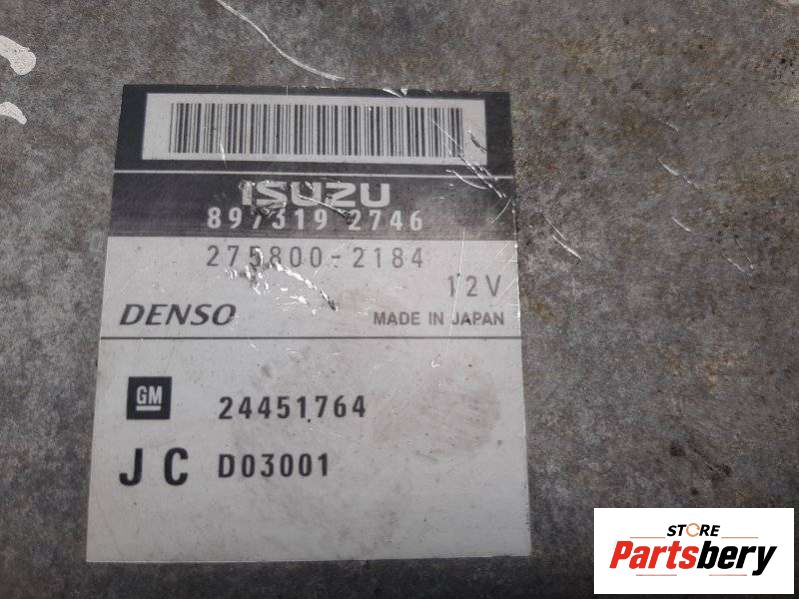 ISUZU
897319 2746
275800-2184
12V
DENSO
MADE IN JAPAN
GM
24451764
JC
D03001
STORE
Partsbery